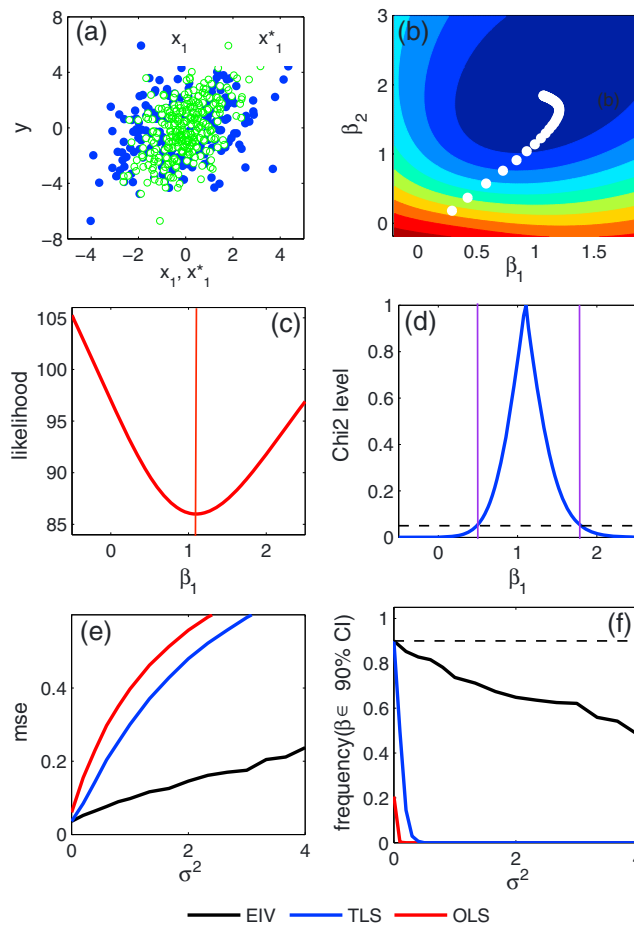 (a)
x₁ x*₁
8
4
0
−4
−8
y
−4 −2 0 2 4
x₁, x*₁
(b)
(b)
3
2
1
0
β₂
0 0.5 1 1.5
β₁
(c)
105
100
95
90
85
likelihood
0 1 2
β₁
(d)
1
0.8
0.6
0.4
0.2
0
Chi2 level
0 1 2
β₁
(e)
0.4
0.2
0
mse
0 2 4
σ²
(f)
1
0.8
0.6
0.4
0.2
0
frequency(β∈ 90% CI)
0 2 4
σ²
EIV TLS OLS